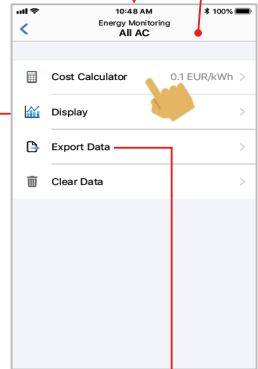 10:48 AM 100%
Energy Monitoring
All AC
Cost Calculator 0.1 EUR/kWh
Display
Export Data
Clear Data